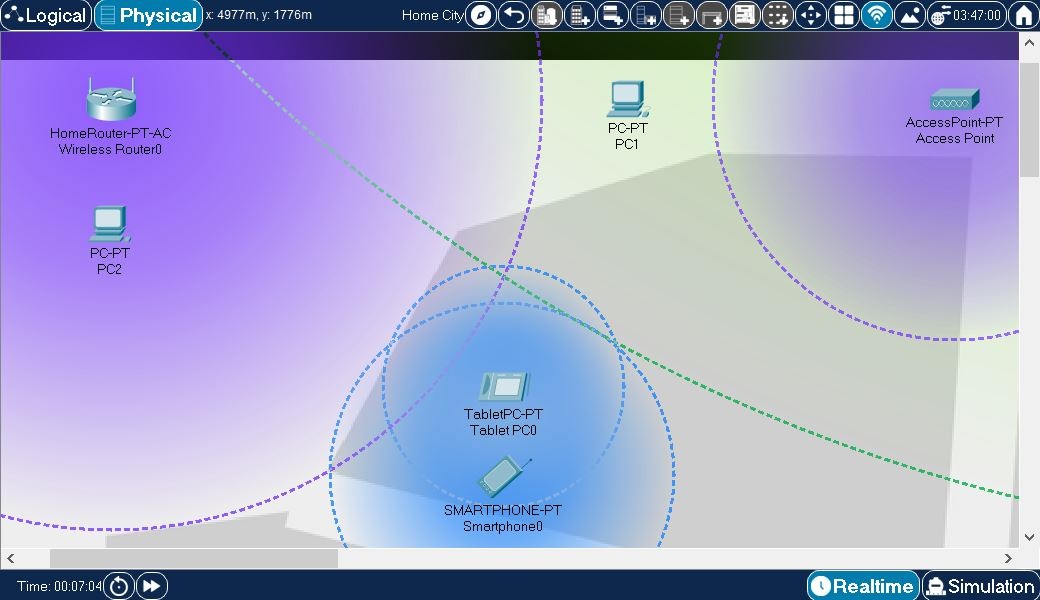 Logical
Physical
x: 4977m, y: 1776m
Home City
03:47:00
HomeRouter-PT-AC
Wireless Router0
PC-PT
PC1
AccessPoint-PT
Access Point
PC-PT
PC2
TabletPC-PT
Tablet PC0
SMARTPHONE-PT
Smartphone0
Time: 00:07:04
Realtime
Simulation